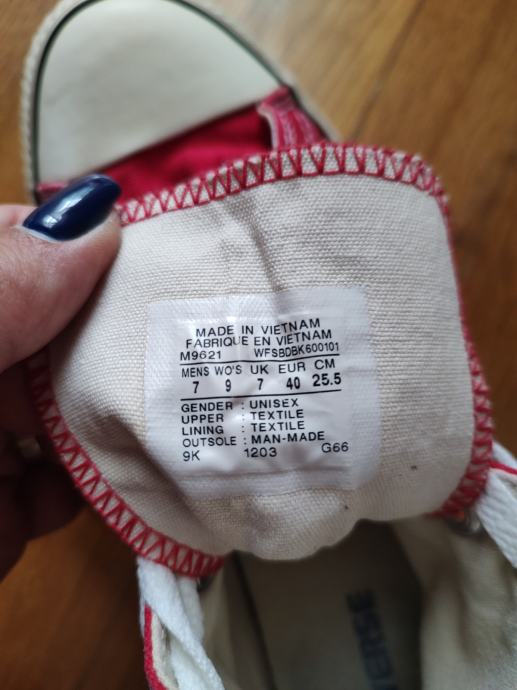 MADE IN VIETNAM
FABRIQUE EN VIETNAM
M9621 WFSBDBK600101
MENS WO'S UK EUR CM
7 9 7 40 25.5
GENDER : UNISEX
UPPER : TEXTILE
LINING : TEXTILE
OUTSOLE : MAN-MADE
9K 1203 G66